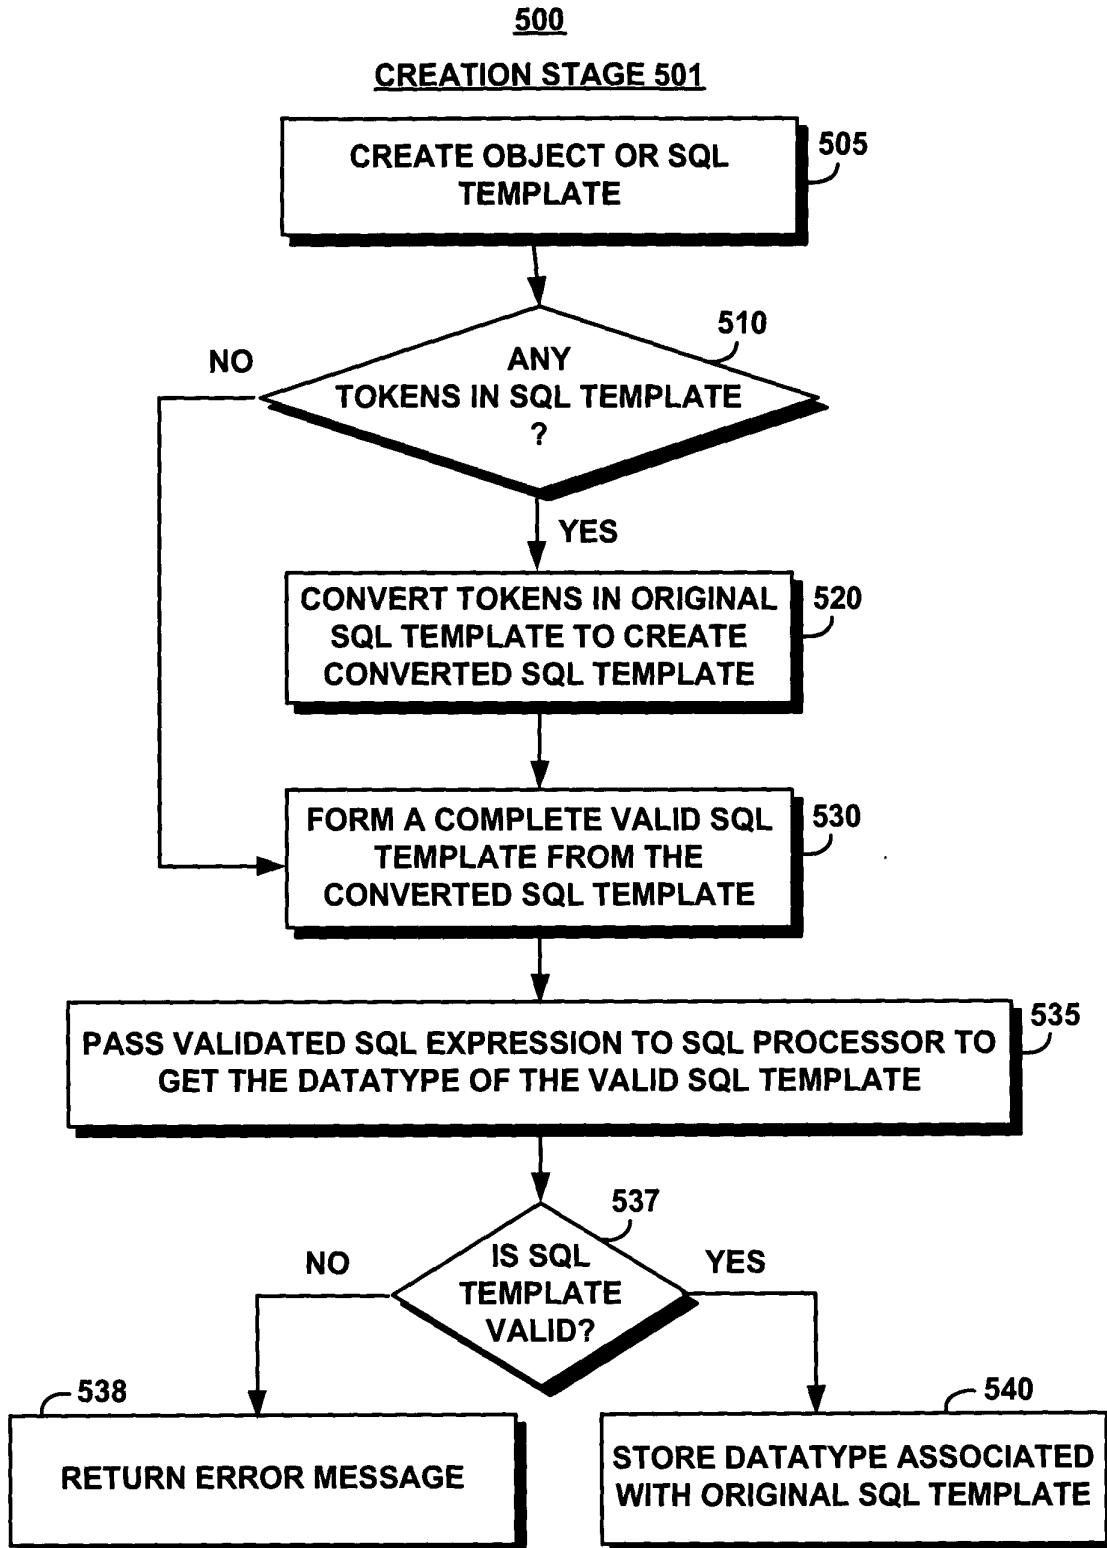 500
CREATION STAGE 501
CREATE OBJECT OR SQL
TEMPLATE
505
510
NO
ANY
TOKENS IN SQL TEMPLATE
?
YES
CONVERT TOKENS IN ORIGINAL
SQL TEMPLATE TO CREATE
CONVERTED SQL TEMPLATE
520
FORM A COMPLETE VALID SQL
TEMPLATE FROM THE
CONVERTED SQL TEMPLATE
530
PASS VALIDATED SQL EXPRESSION TO SQL PROCESSOR TO
GET THE DATATYPE OF THE VALID SQL TEMPLATE
535
537
NO
IS SQL
TEMPLATE
VALID?
YES
538
RETURN ERROR MESSAGE
540
STORE DATATYPE ASSOCIATED
WITH ORIGINAL SQL TEMPLATE